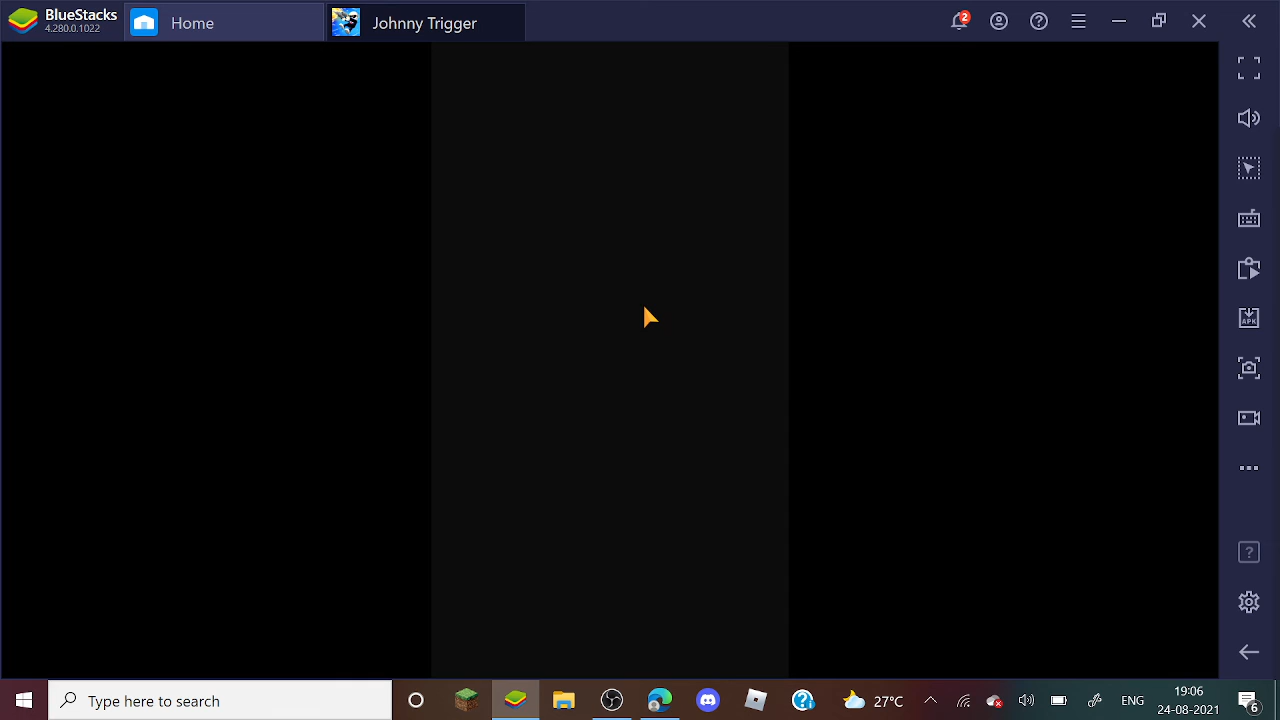 BlueStacks
4.280.0.1022
Home
Johnny Trigger
2
APK
Type here to search
27°C
ENG
19:06
24-08-2021
6